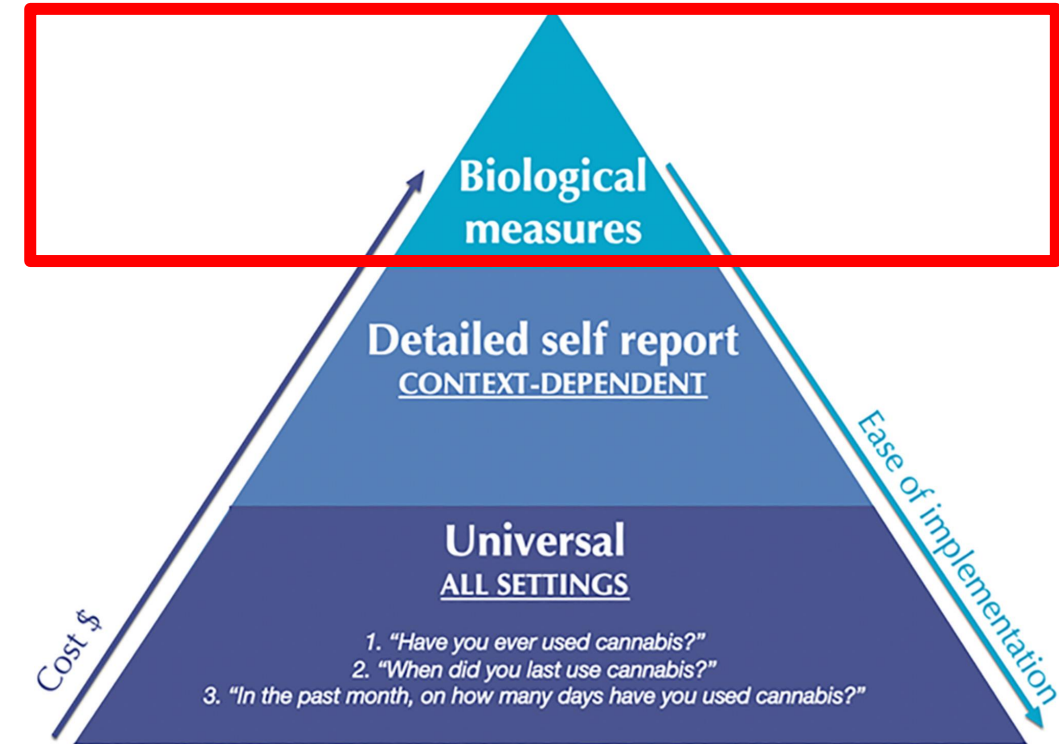 Biological
measures
Detailed self report
CONTEXT-DEPENDENT
Universal
ALL SETTINGS
1. “Have you ever used cannabis?”
2. “When did you last use cannabis?”
3. “In the past month, on how many days have you used cannabis?”
Cost $
Ease of implementation